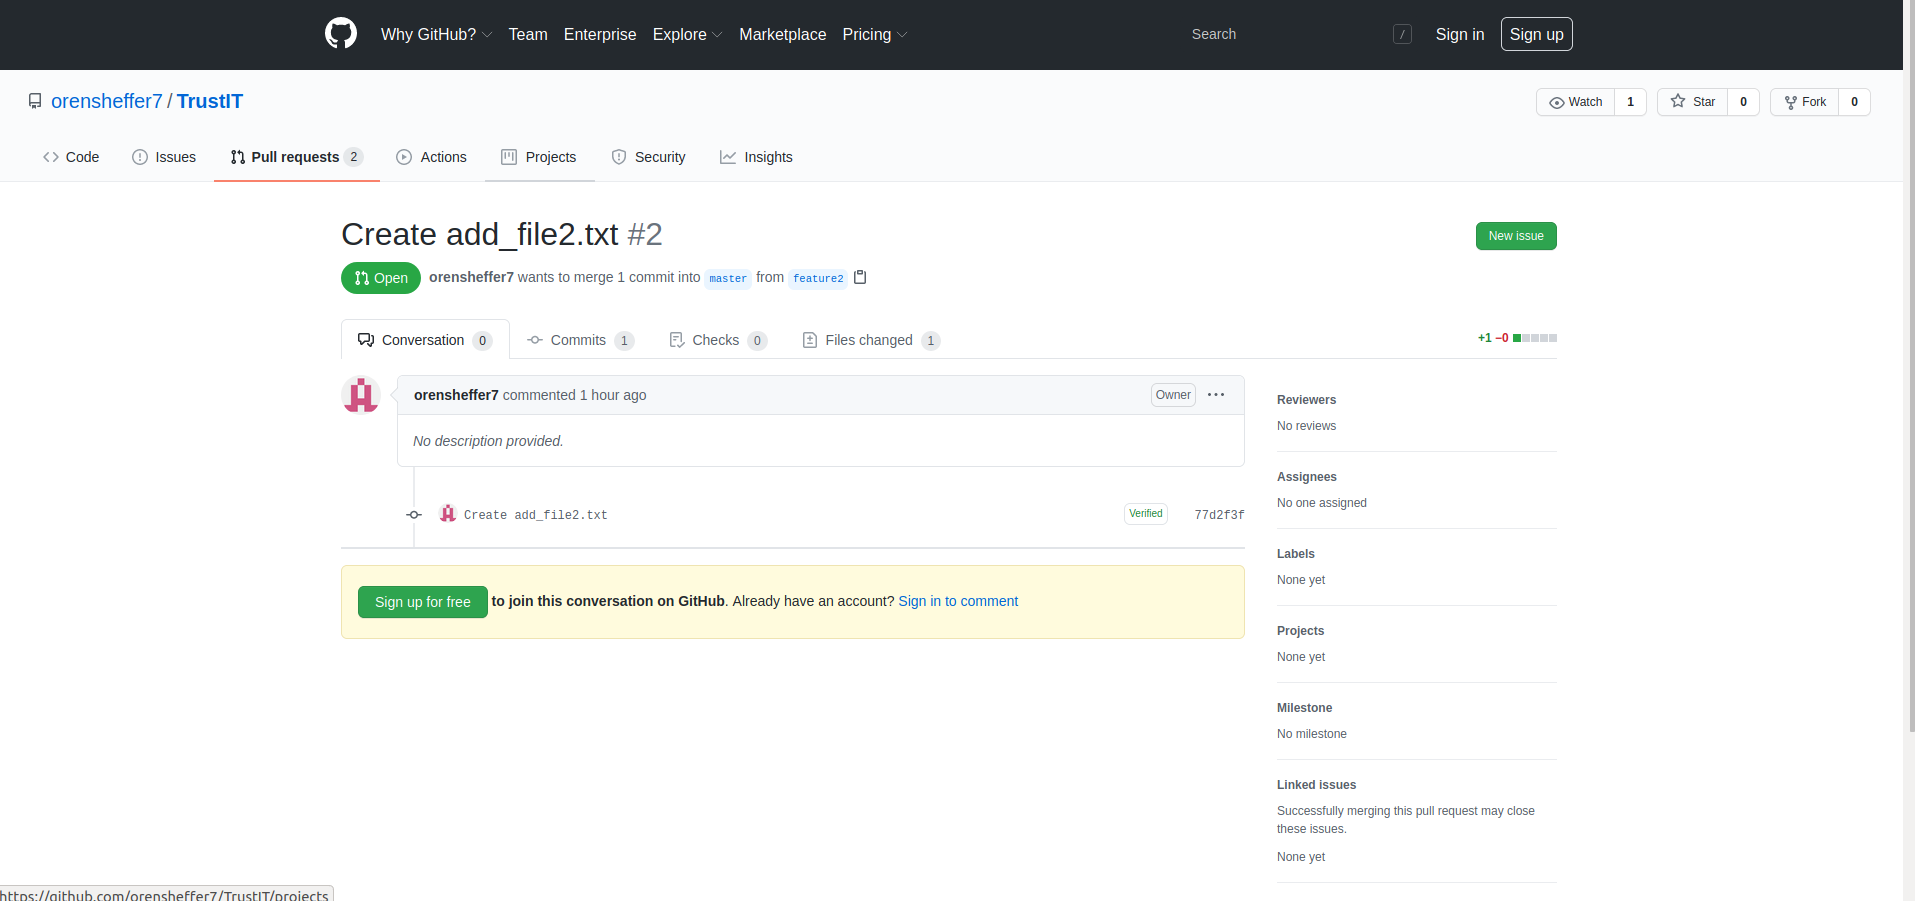 Why GitHub? Team Enterprise Explore Marketplace Pricing Search / Sign in Sign up
orensheffer7 / TrustIT Watch 1 Star 0 Fork 0
Code Issues Pull requests 2 Actions Projects Security Insights
Create add_file2.txt #2 New issue
Open orensheffer7 wants to merge 1 commit into master from feature2
Conversation 0 Commits 1 Checks 0 Files changed 1 +1 −0
orensheffer7 commented 1 hour ago Owner ···
No description provided.
Create add_file2.txt Verified 77d2f3f
Sign up for free to join this conversation on GitHub. Already have an account? Sign in to comment
Reviewers
No reviews
Assignees
No one assigned
Labels
None yet
Projects
None yet
Milestone
No milestone
Linked issues
Successfully merging this pull request may close
these issues.
None yet
https://github.com/orensheffer7/TrustIT/projects